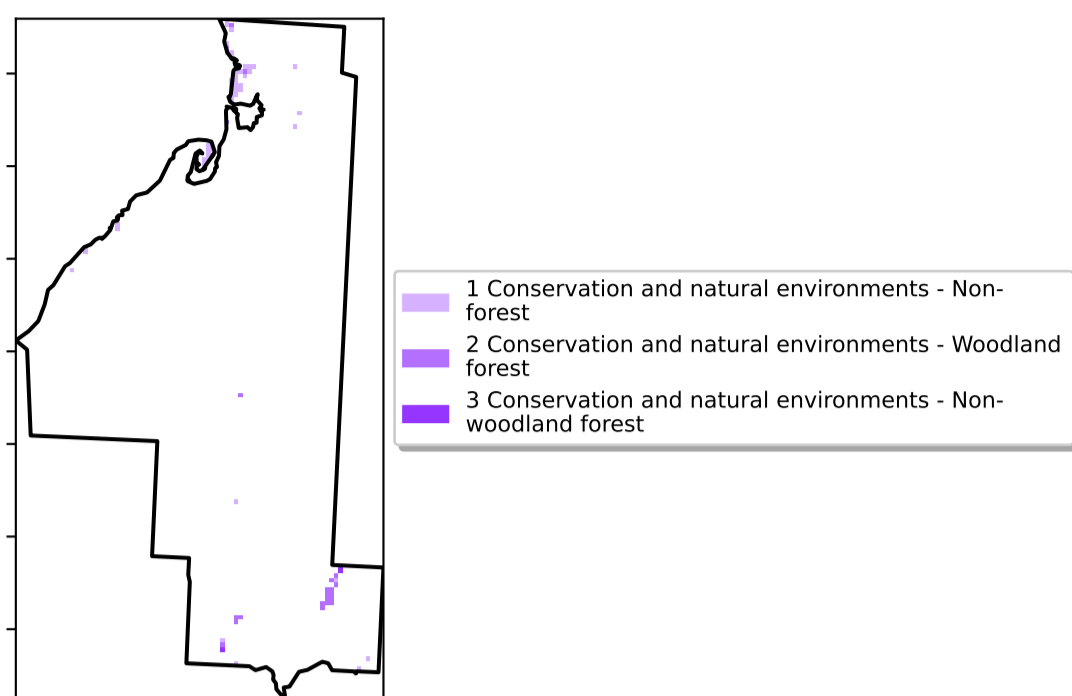 1 Conservation and natural environments - Non-
forest
2 Conservation and natural environments - Woodland
forest
3 Conservation and natural environments - Non-
woodland forest